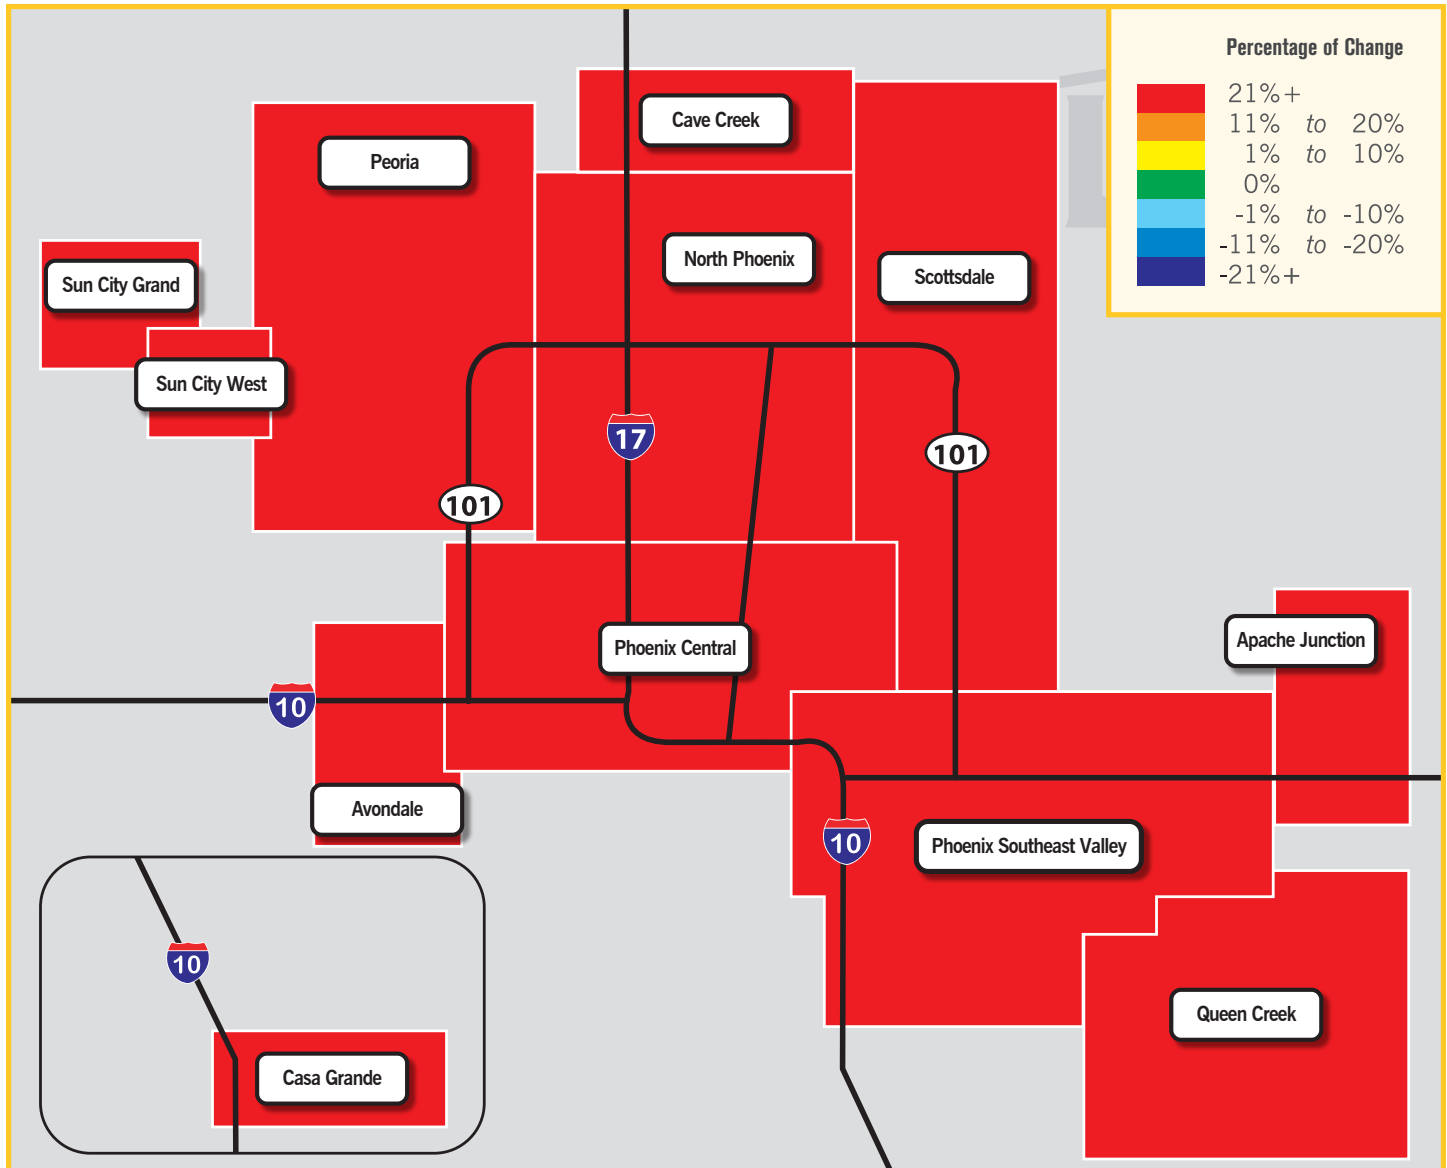 Percentage of Change
21%+
11% to 20%
1% to 10%
0%
-1% to -10%
-11% to -20%
-21%+
Cave Creek
Peoria
North Phoenix
Scottsdale
Sun City Grand
Sun City West
17
101
101
Phoenix Central
Apache Junction
10
Avondale
10
Phoenix Southeast Valley
10
Queen Creek
Casa Grande